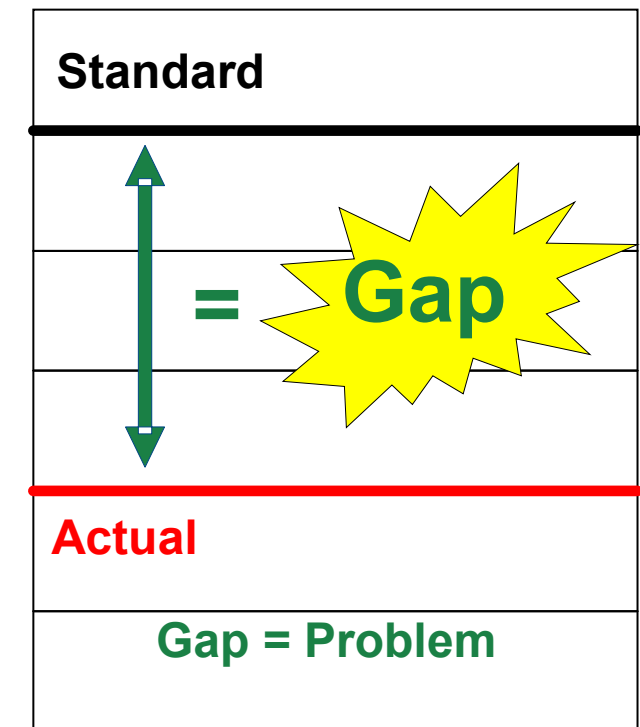 Standard
= Gap
Actual
Gap = Problem